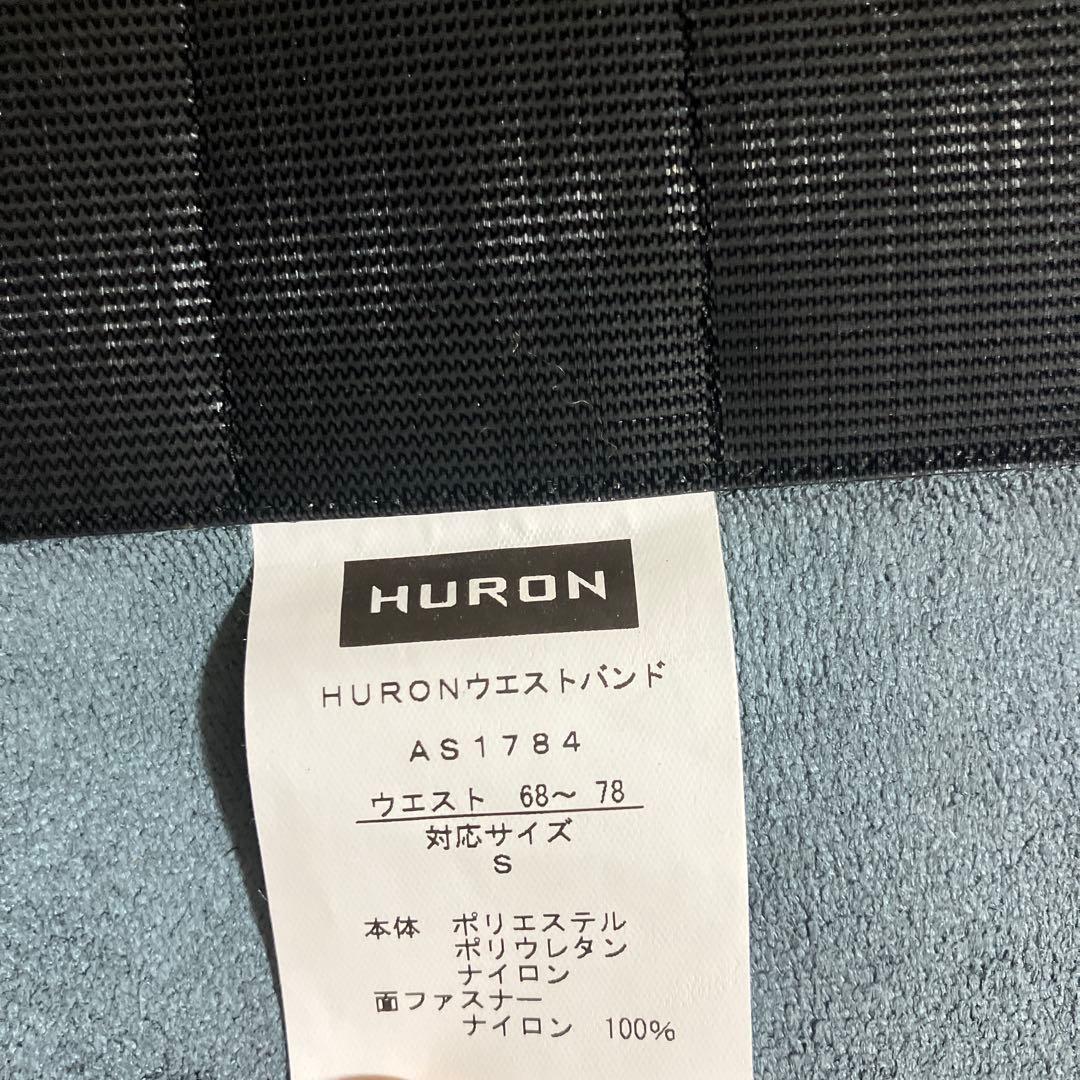 HURON
HURONウエストバンド
AS1784
ウエスト 68～ 78
対応サイズ
S
本体 ポリエステル
ポリウレタン
ナイロン
面ファスナー
ナイロン 100%